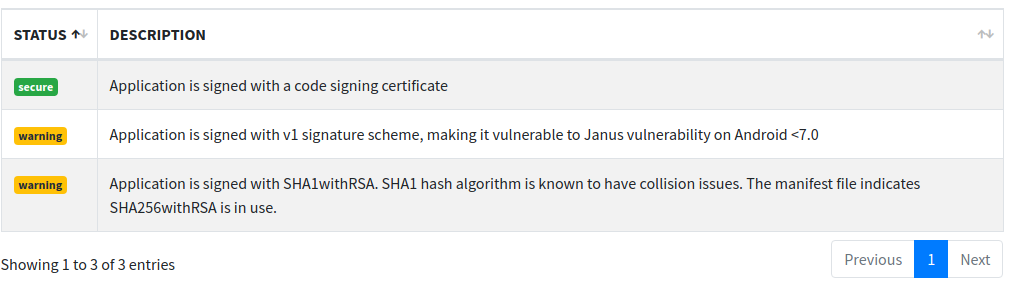 STATUS DESCRIPTION
secure Application is signed with a code signing certificate
warning Application is signed with v1 signature scheme, making it vulnerable to Janus vulnerability on Android <7.0
warning Application is signed with SHA1withRSA. SHA1 hash algorithm is known to have collision issues. The manifest file indicates
SHA256withRSA is in use.
Showing 1 to 3 of 3 entries Previous 1 Next